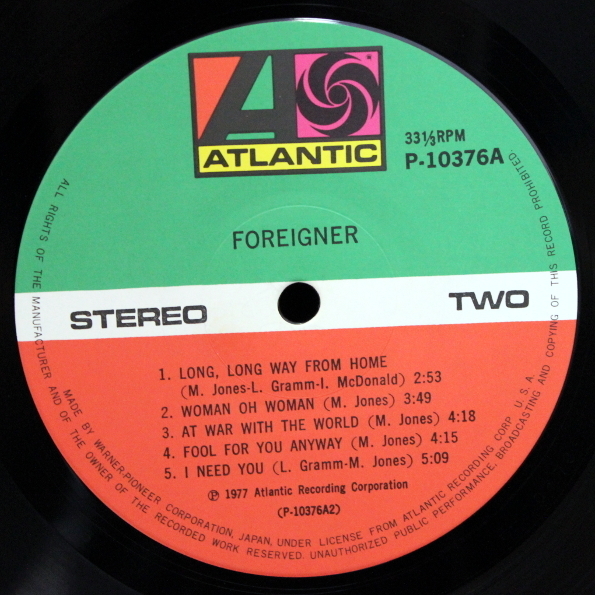 ATLANTIC
33⅓RPM
P-10376A
FOREIGNER
STEREO
TWO
1. LONG, LONG WAY FROM HOME
(M. Jones-L. Gramm-I. McDonald) 2:53
2. WOMAN OH WOMAN (M. Jones) 3:49
3. AT WAR WITH THE WORLD (M. Jones) 4:18
4. FOOL FOR YOU ANYWAY (M. Jones) 4:15
5. I NEED YOU (L. Gramm-M. Jones) 5:09
℗ 1977 Atlantic Recording Corporation
(P-10376A2)
MADE BY WARNER-PIONEER CORPORATION, JAPAN, UNDER LICENSE FROM ATLANTIC RECORDING CORP. U.S.A.
ALL RIGHTS OF THE MANUFACTURER AND OF THE OWNER OF THE RECORDED WORK RESERVED. UNAUTHORIZED PUBLIC PERFORMANCE, BROADCASTING AND COPYING OF THIS RECORD PROHIBITED.